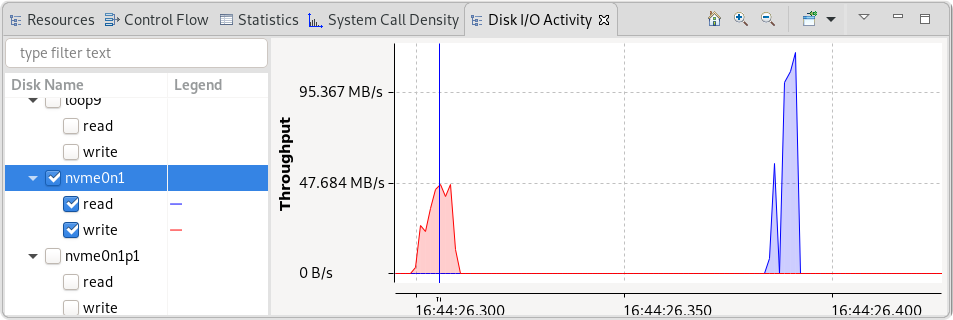 Resources Control Flow Statistics System Call Density Disk I/O Activity
type filter text
Disk Name Legend
loop9
read
write
nvme0n1
read
write
nvme0n1p1
read
write
Throughput
95.367 MB/s
47.684 MB/s
0 B/s
16:44:26.300 16:44:26.350 16:44:26.400